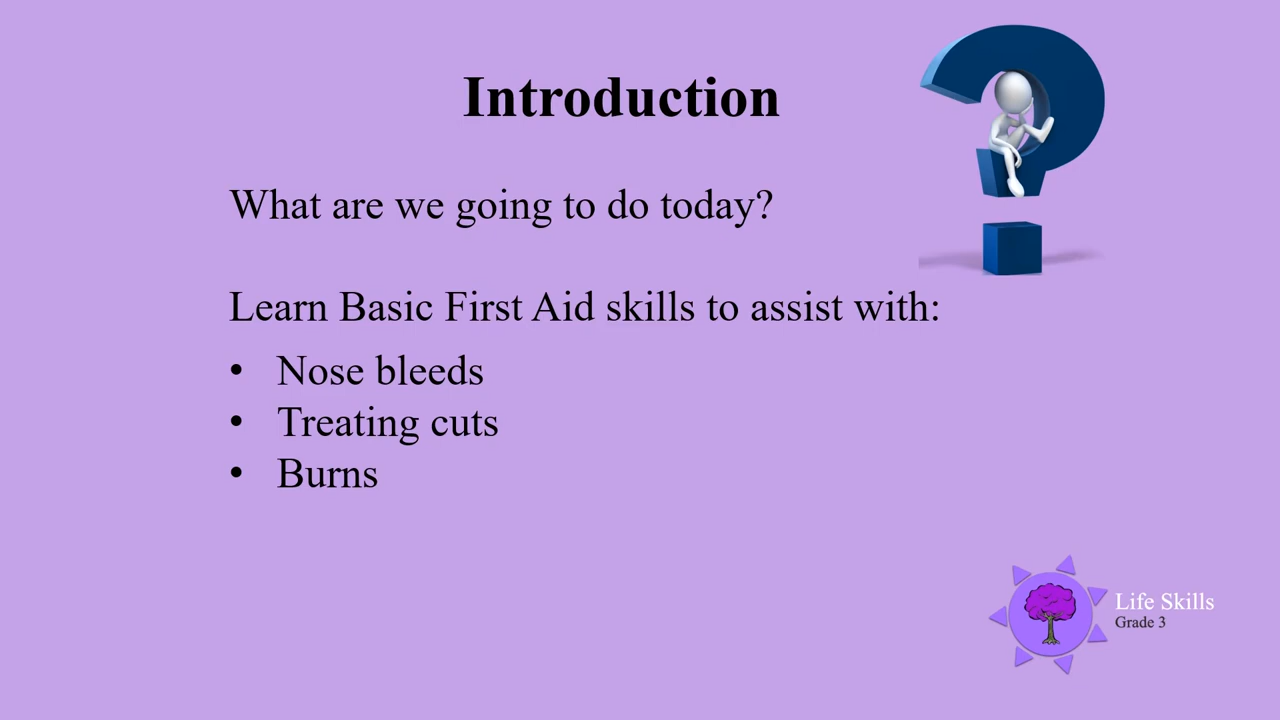 Introduction
What are we going to do today?
Learn Basic First Aid skills to assist with:
• Nose bleeds
• Treating cuts
• Burns
Life Skills
Grade 3